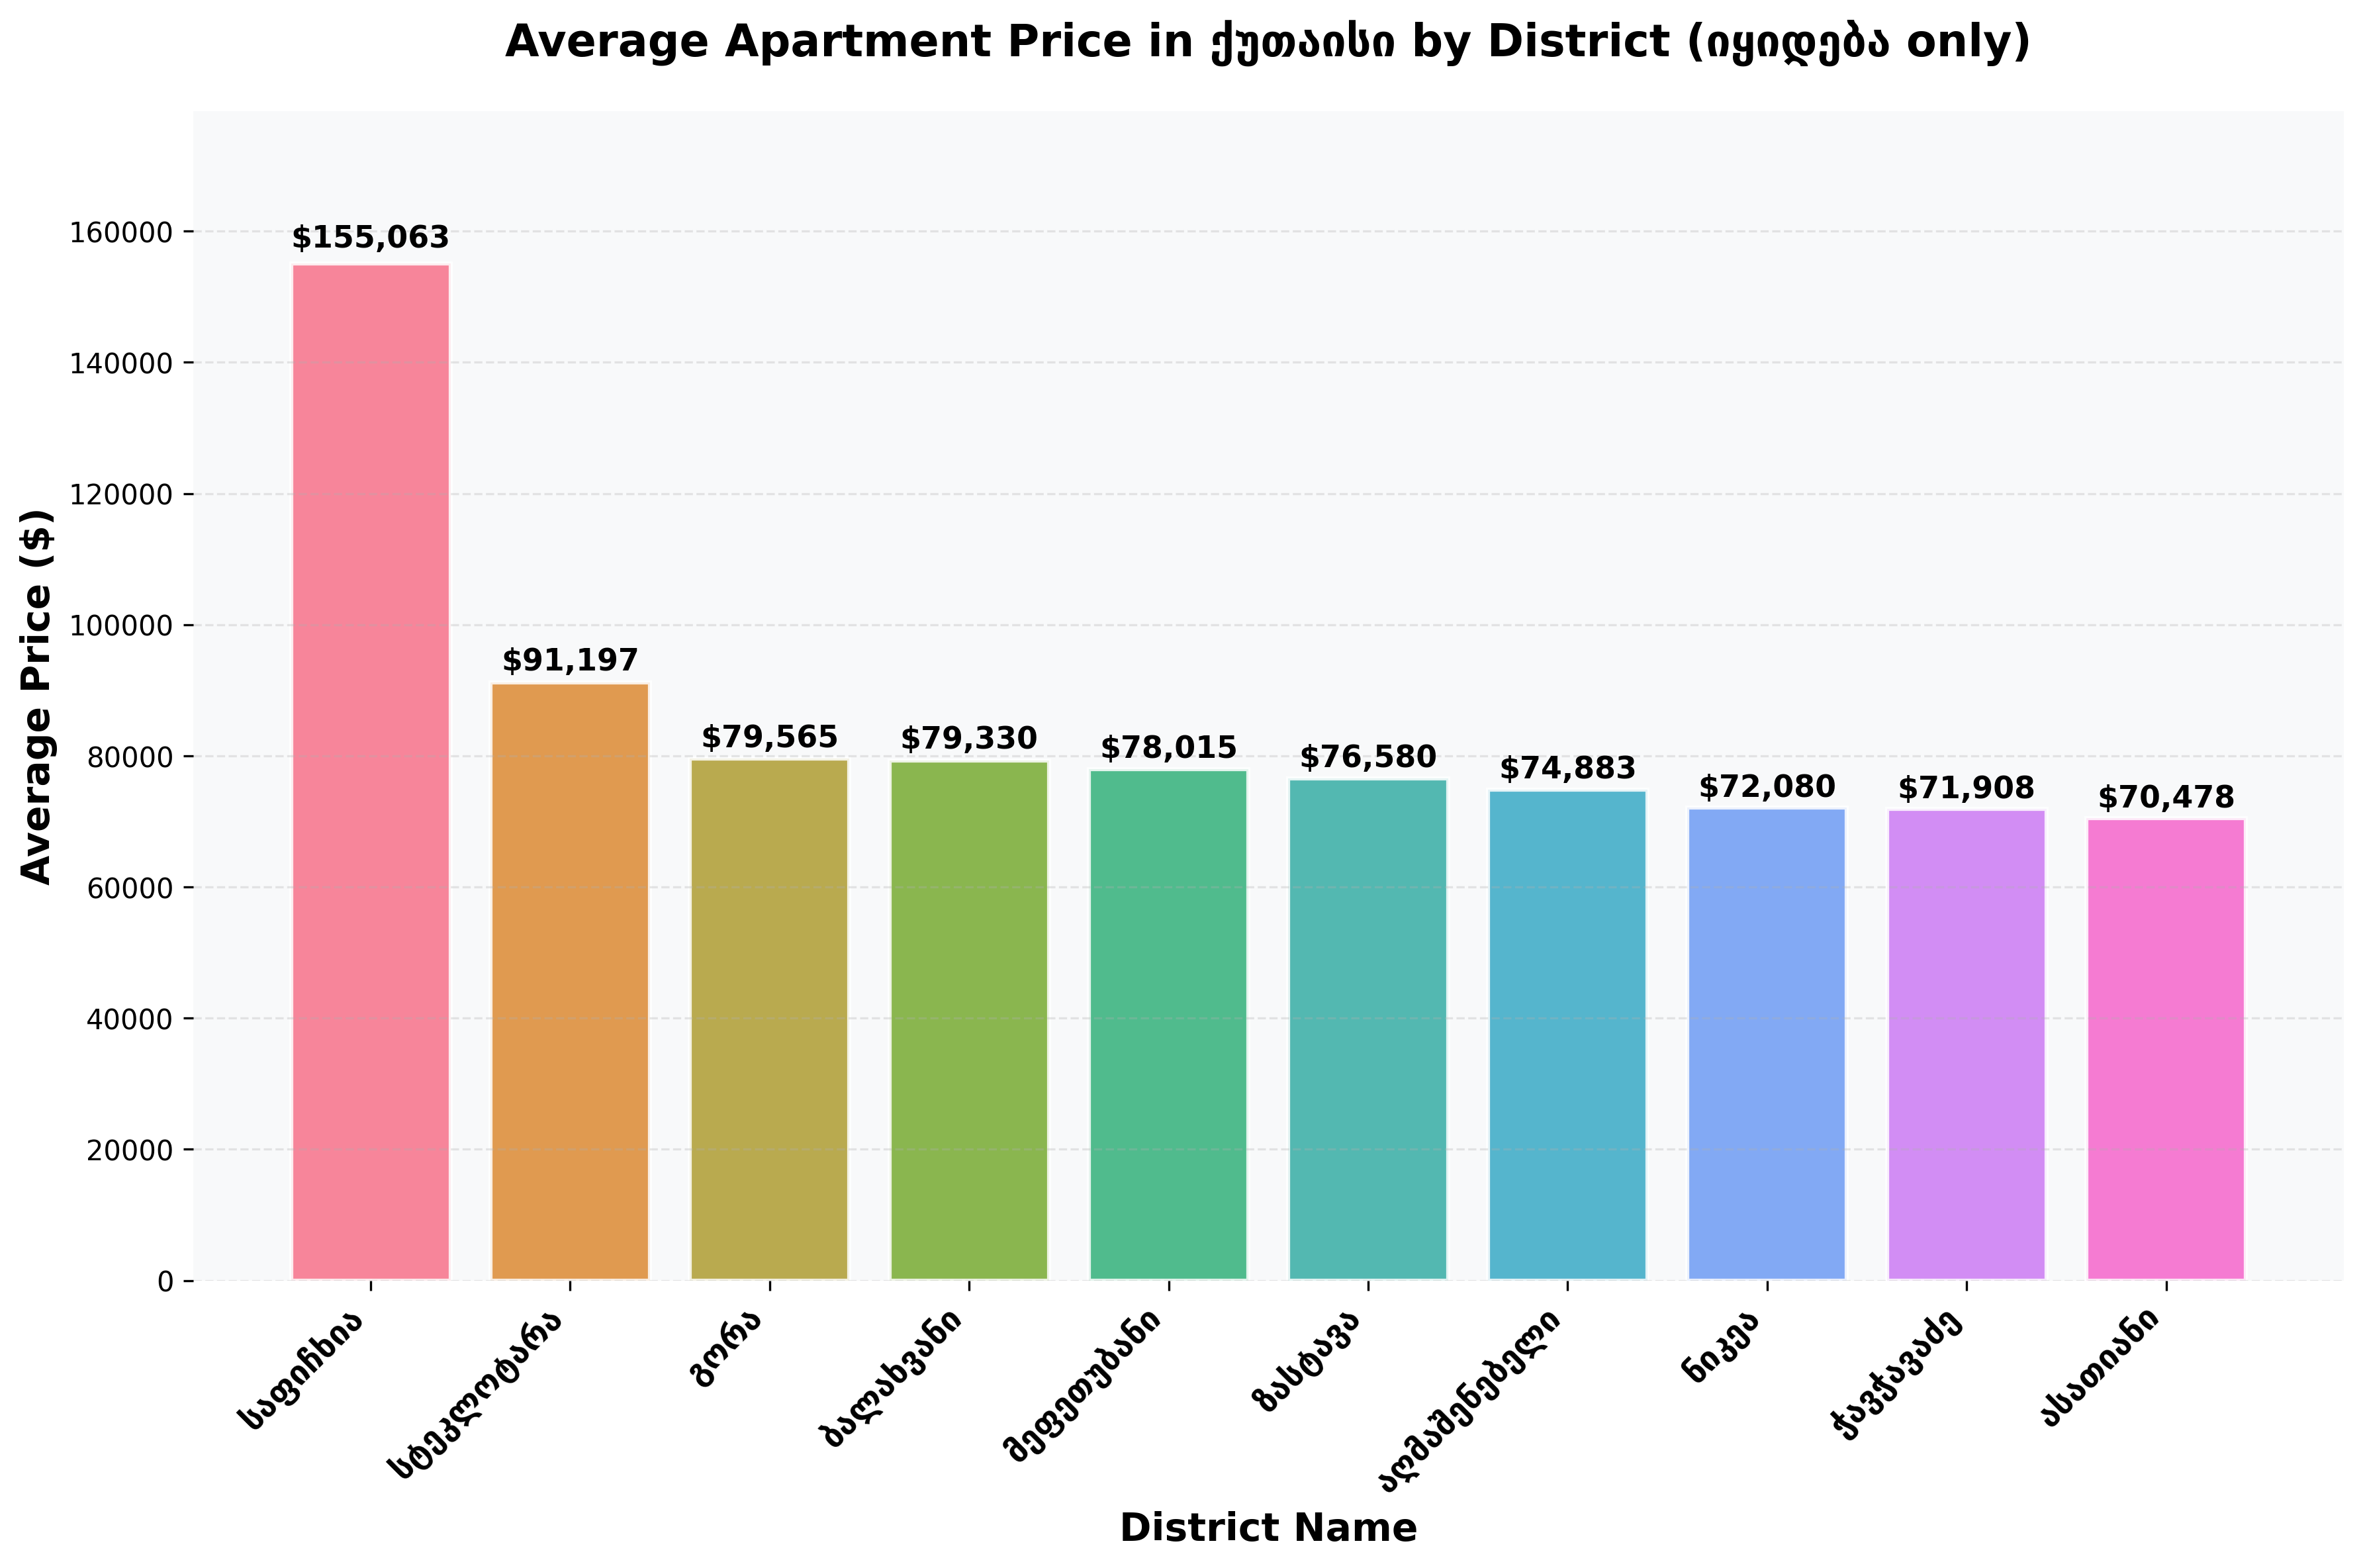 Average Apartment Price in ქუთაისი by District (იყიდება only)
Average Price ($)
160000
140000
120000
100000
80000
60000
40000
20000
0
$155,063
$91,197
$79,565
$79,330
$78,015
$76,580
$74,883
$72,080
$71,908
$70,478
საფიჩხია
სტეკლოტარა
გორა
ბალახვანი
მეფეთუბანი
ზასტავა
აღმაშენებელი
ნიკეა
ჭავჭავაძე
ასათიანი
District Name